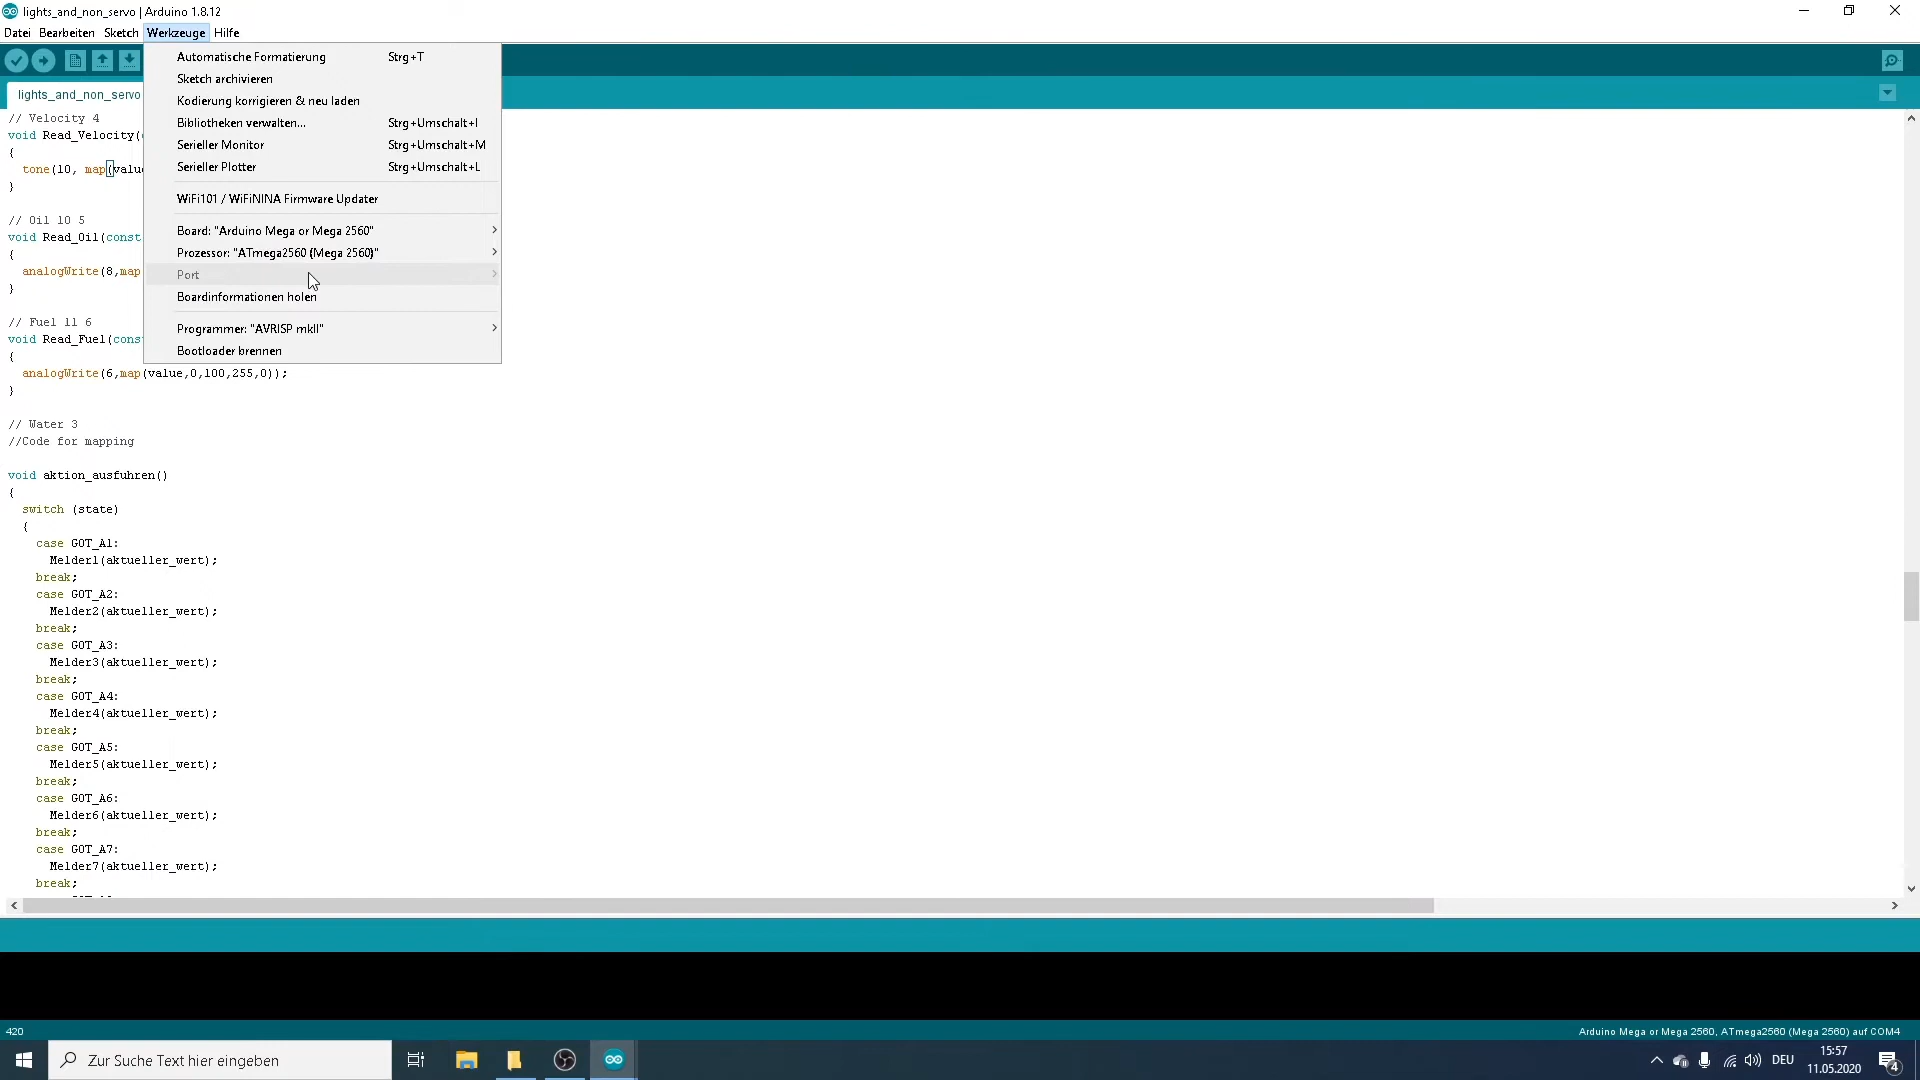 lights_and_non_servo | Arduino 1.8.12
Datei Bearbeiten Sketch Werkzeuge Hilfe
Automatische Formatierung Strg+T
Sketch archivieren
Kodierung korrigieren & neu laden
Bibliotheken verwalten... Strg+Umschalt+I
Serieller Monitor Strg+Umschalt+M
Serieller Plotter Strg+Umschalt+L
WiFi101 / WiFiNINA Firmware Updater
Board: "Arduino Mega or Mega 2560"
Prozessor: "ATmega2560 (Mega 2560)"
Port
Boardinformationen holen
Programmer: "AVRISP mkII"
Bootloader brennen
lights_and_non_servo
// Velocity 4
void Read_Velocity(
{
tone(10, map(value
}
// Oil 10 5
void Read_Oil(const
{
analogWrite(8,map
}
// Fuel 11 6
void Read_Fuel(cons
{
analogWrite(6,map(value,0,100,255,0));
}
// Water 3
//Code for mapping
void aktion_ausfuhren()
{
switch (state)
{
case GOT_A1:
Melder1(aktueller_wert);
break;
case GOT_A2:
Melder2(aktueller_wert);
break;
case GOT_A3:
Melder3(aktueller_wert);
break;
case GOT_A4:
Melder4(aktueller_wert);
break;
case GOT_A5:
Melder5(aktueller_wert);
break;
case GOT_A6:
Melder6(aktueller_wert);
break;
case GOT_A7:
Melder7(aktueller_wert);
break;
420
Arduino Mega or Mega 2560, ATmega2560 (Mega 2560) auf COM4
Zur Suche Text hier eingeben
DEU
15:57
11.05.2020
4